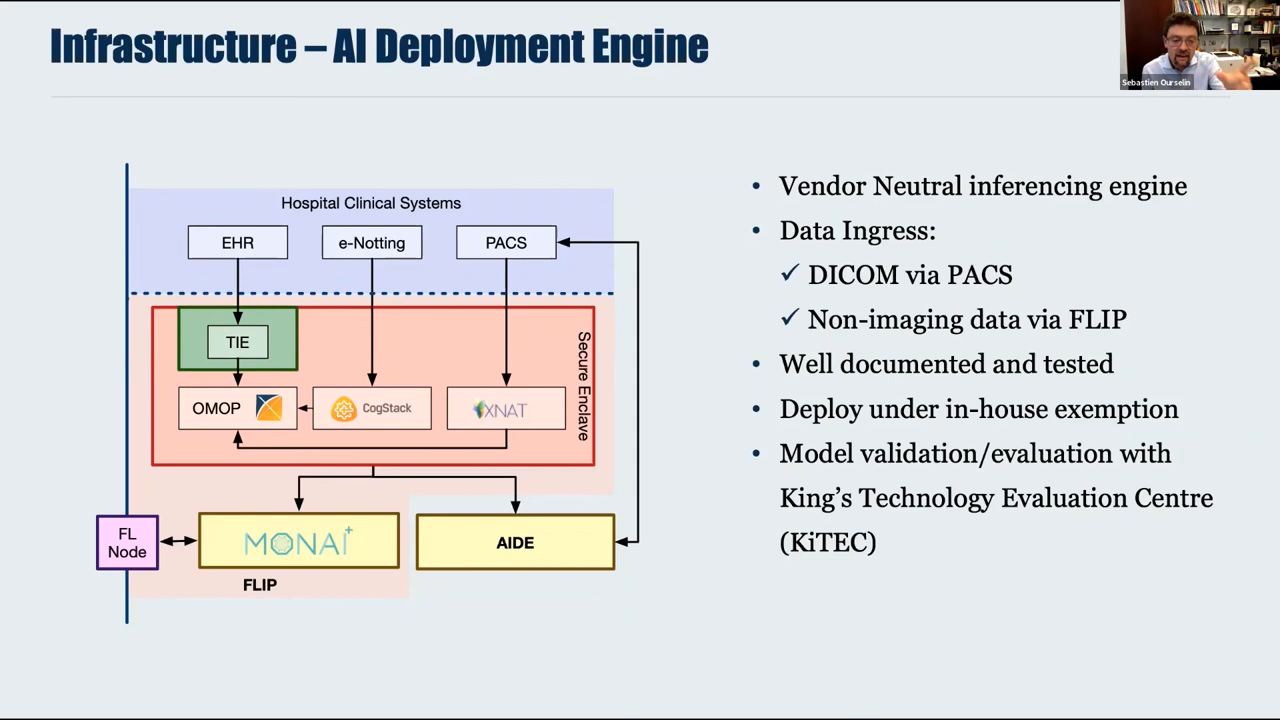 Infrastructure – AI Deployment Engine
Sebastien Ourselin
Hospital Clinical Systems
EHR
e-Notting
PACS
TIE
Secure Enclave
OMOP
CogStack
XNAT
FL
Node
MONAI
AIDE
FLIP
• Vendor Neutral inferencing engine
• Data Ingress:
✓ DICOM via PACS
✓ Non-imaging data via FLIP
• Well documented and tested
• Deploy under in-house exemption
• Model validation/evaluation with
King’s Technology Evaluation Centre
(KiTEC)